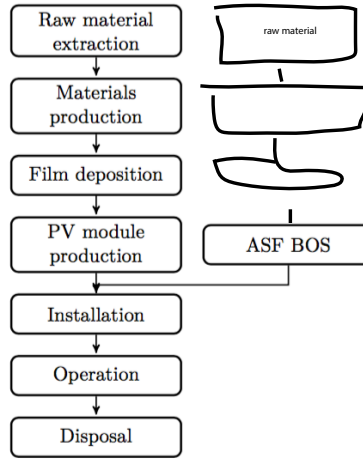 Raw material
extraction
raw material
Materials
production
Film deposition
PV module
production
ASF BOS
Installation
Operation
Disposal